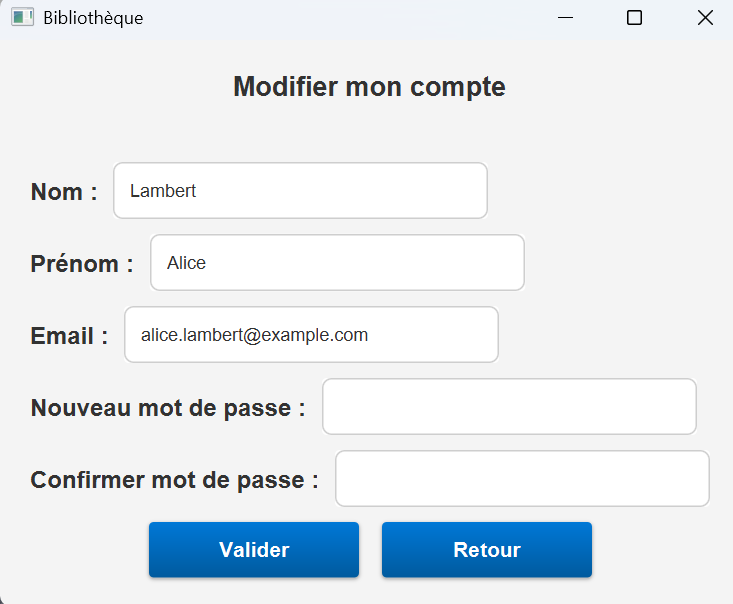 Bibliothèque
Modifier mon compte
Nom : Lambert
Prénom : Alice
Email : alice.lambert@example.com
Nouveau mot de passe :
Confirmer mot de passe :
Valider Retour